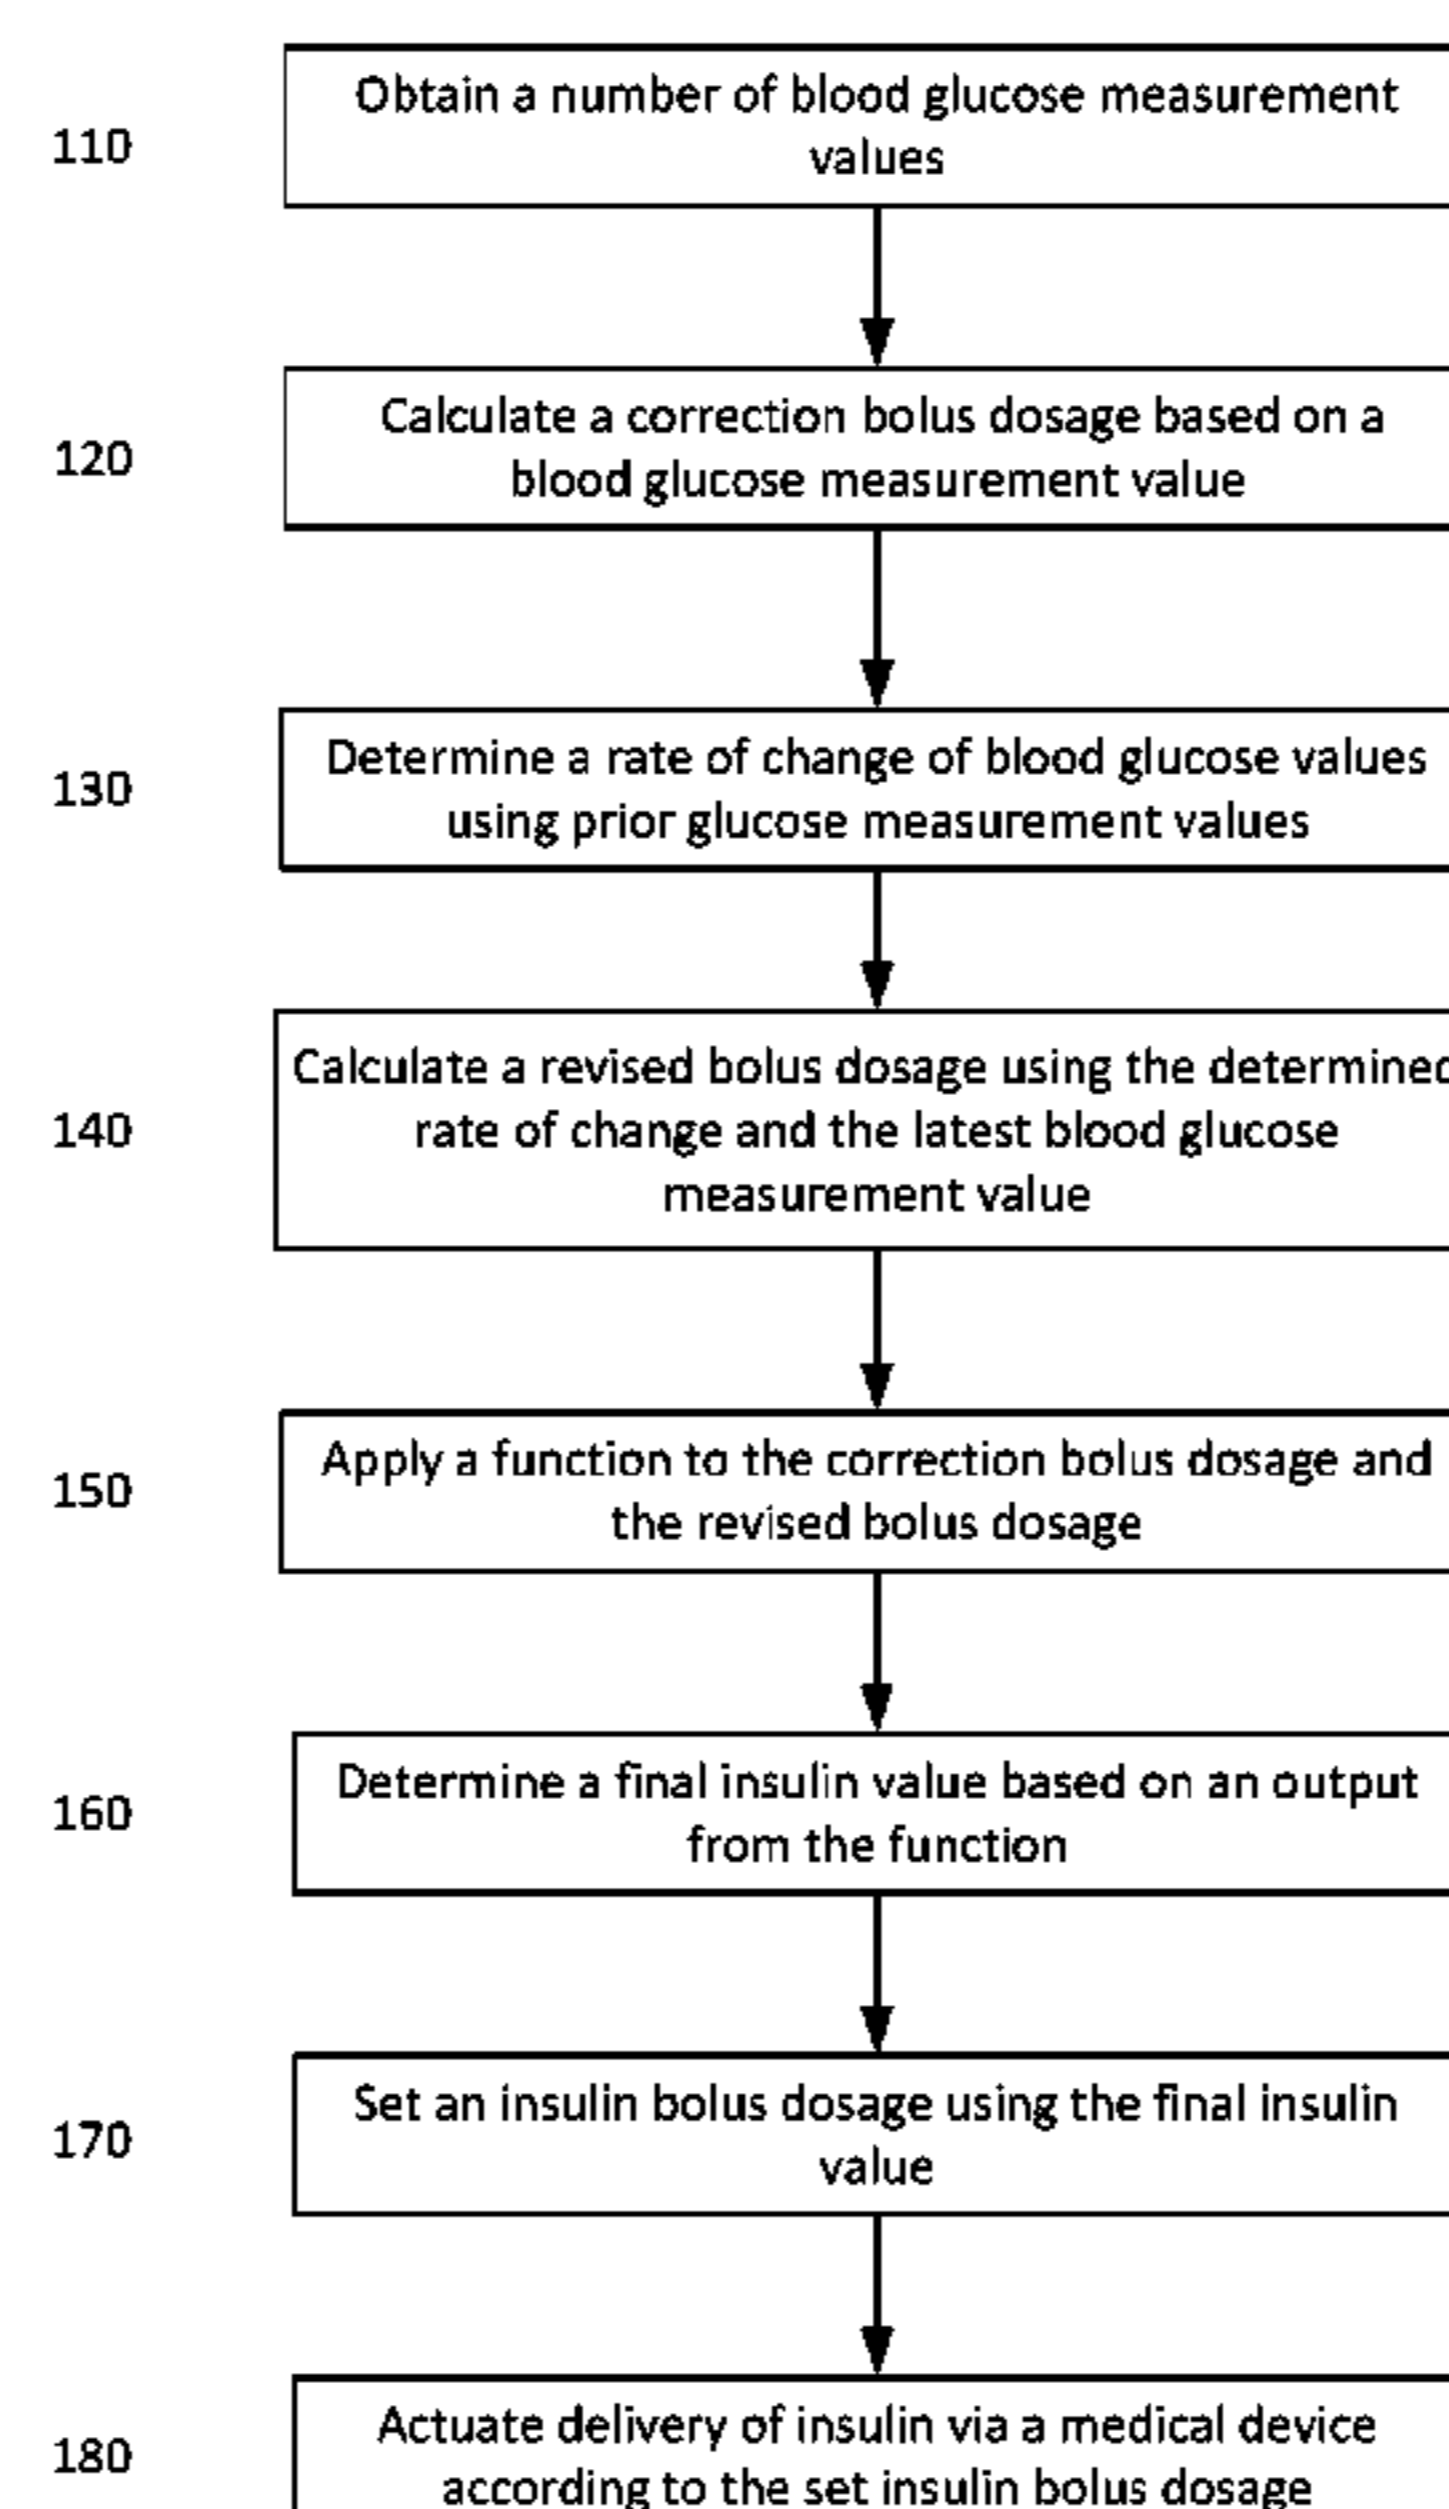 110
Obtain a number of blood glucose measurement
values
120
Calculate a correction bolus dosage based on a
blood glucose measurement value
130
Determine a rate of change of blood glucose values
using prior glucose measurement values
140
Calculate a revised bolus dosage using the determined
rate of change and the latest blood glucose
measurement value
150
Apply a function to the correction bolus dosage and
the revised bolus dosage
160
Determine a final insulin value based on an output
from the function
170
Set an insulin bolus dosage using the final insulin
value
180
Actuate delivery of insulin via a medical device
according to the set insulin bolus dosage